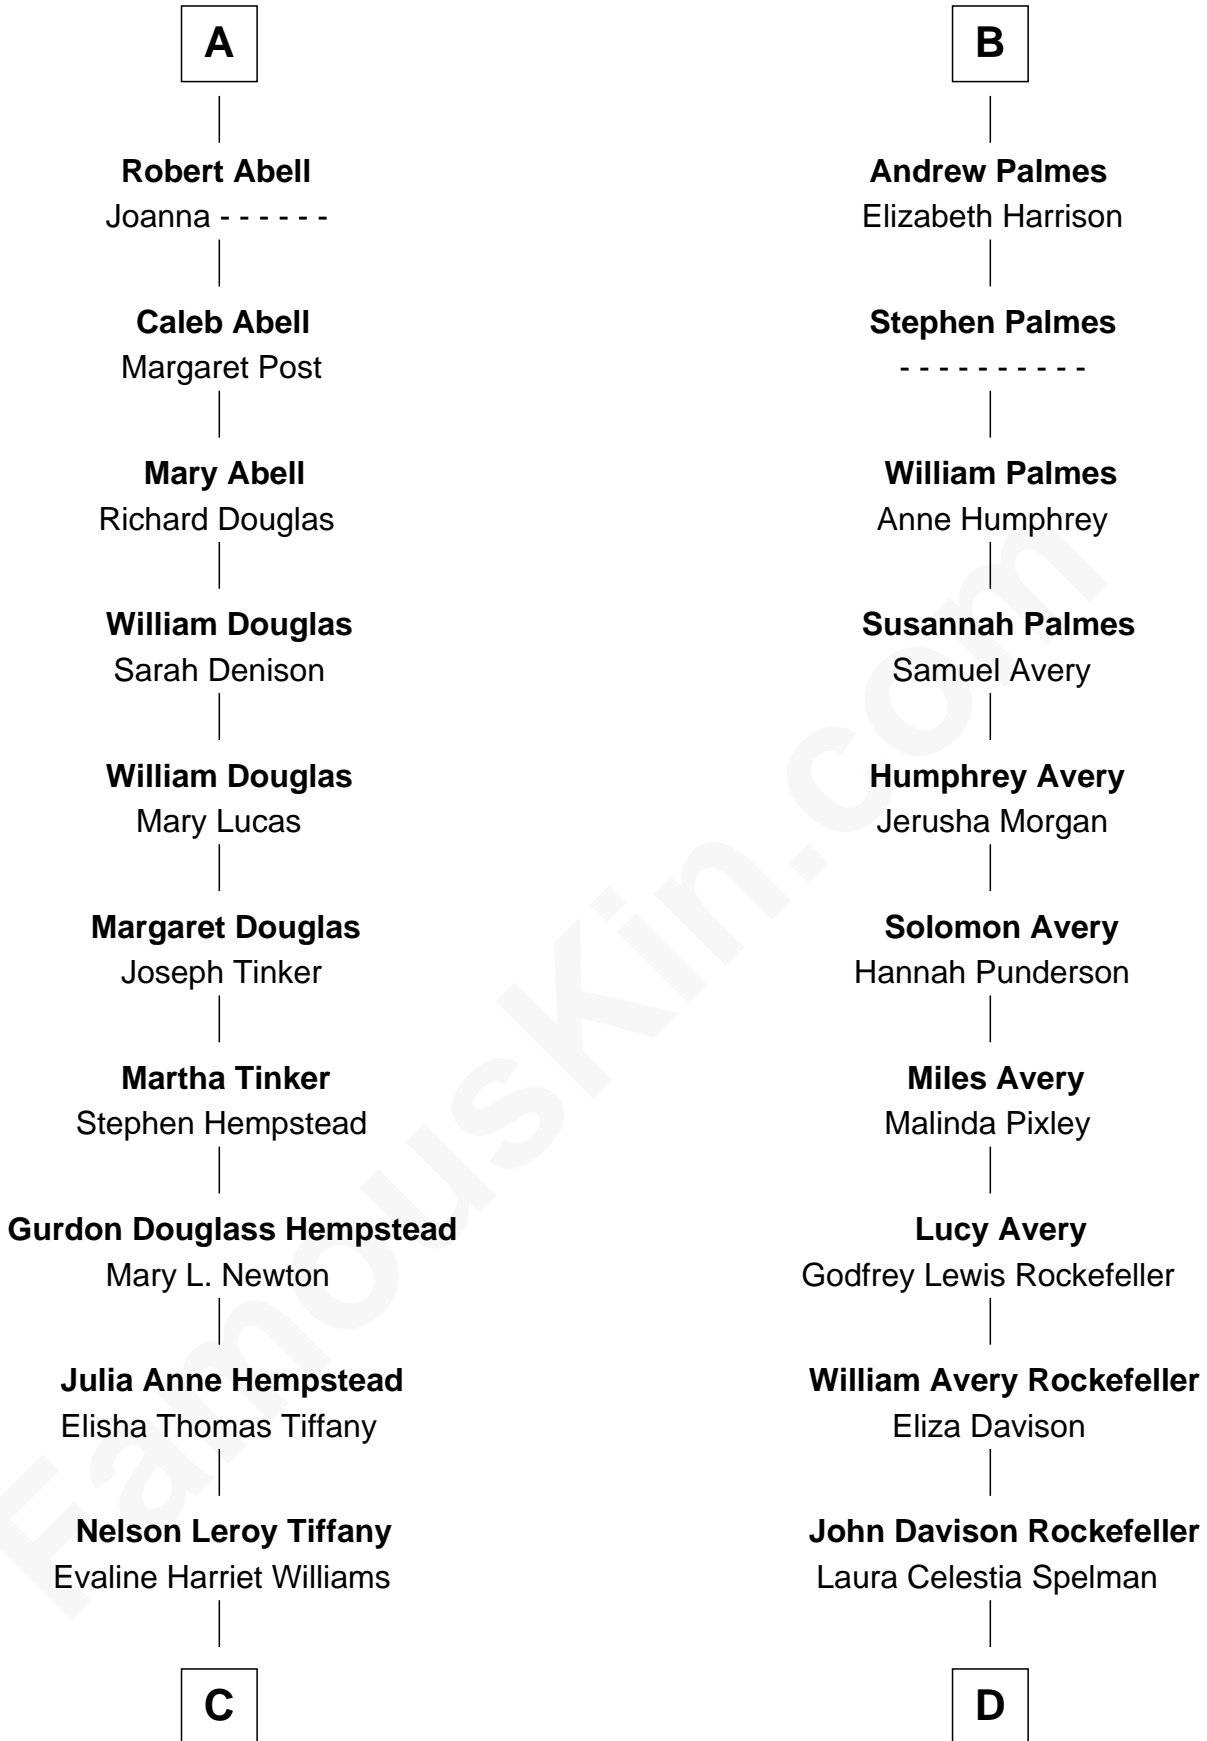 A
Robert Abell
Joanna - - - - - -
Caleb Abell
Margaret Post
Mary Abell
Richard Douglas
William Douglas
Sarah Denison
William Douglas
Mary Lucas
Margaret Douglas
Joseph Tinker
Martha Tinker
Stephen Hempstead
Gurdon Douglass Hempstead
Mary L. Newton
Julia Anne Hempstead
Elisha Thomas Tiffany
Nelson Leroy Tiffany
Evaline Harriet Williams
C
B
Andrew Palmes
Elizabeth Harrison
Stephen Palmes
- - - - - - - - - -
William Palmes
Anne Humphrey
Susannah Palmes
Samuel Avery
Humphrey Avery
Jerusha Morgan
Solomon Avery
Hannah Punderson
Miles Avery
Malinda Pixley
Lucy Avery
Godfrey Lewis Rockefeller
William Avery Rockefeller
Eliza Davison
John Davison Rockefeller
Laura Celestia Spelman
D
FamousKin.com